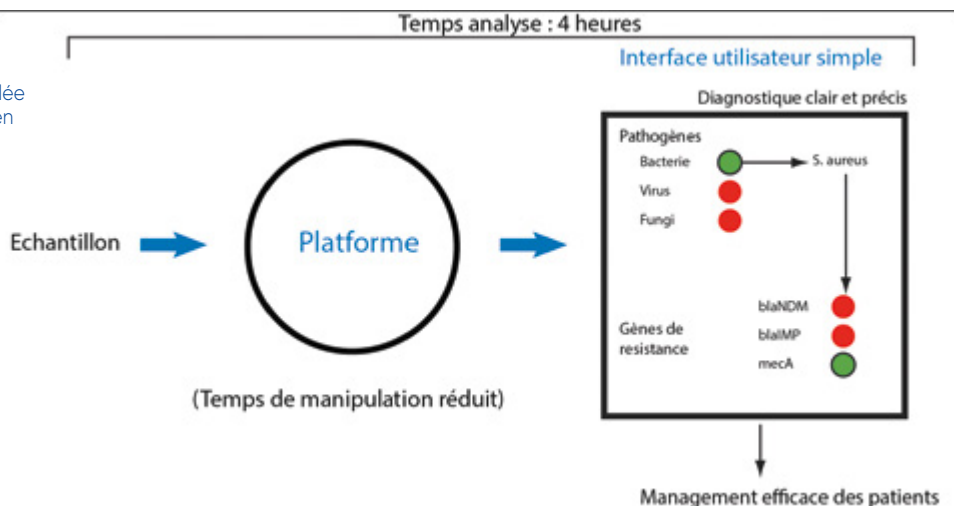 Temps analyse : 4 heures
Interface utilisateur simple
en
Diagnostique clair et précis
Pathogènes
Bacterie
S. aureus
Virus
Fungi
Echantillon
Platforme
blaNDM
Gènes de
resistance
blaIMP
mecA
(Temps de manipulation réduit)
Management efficace des patients